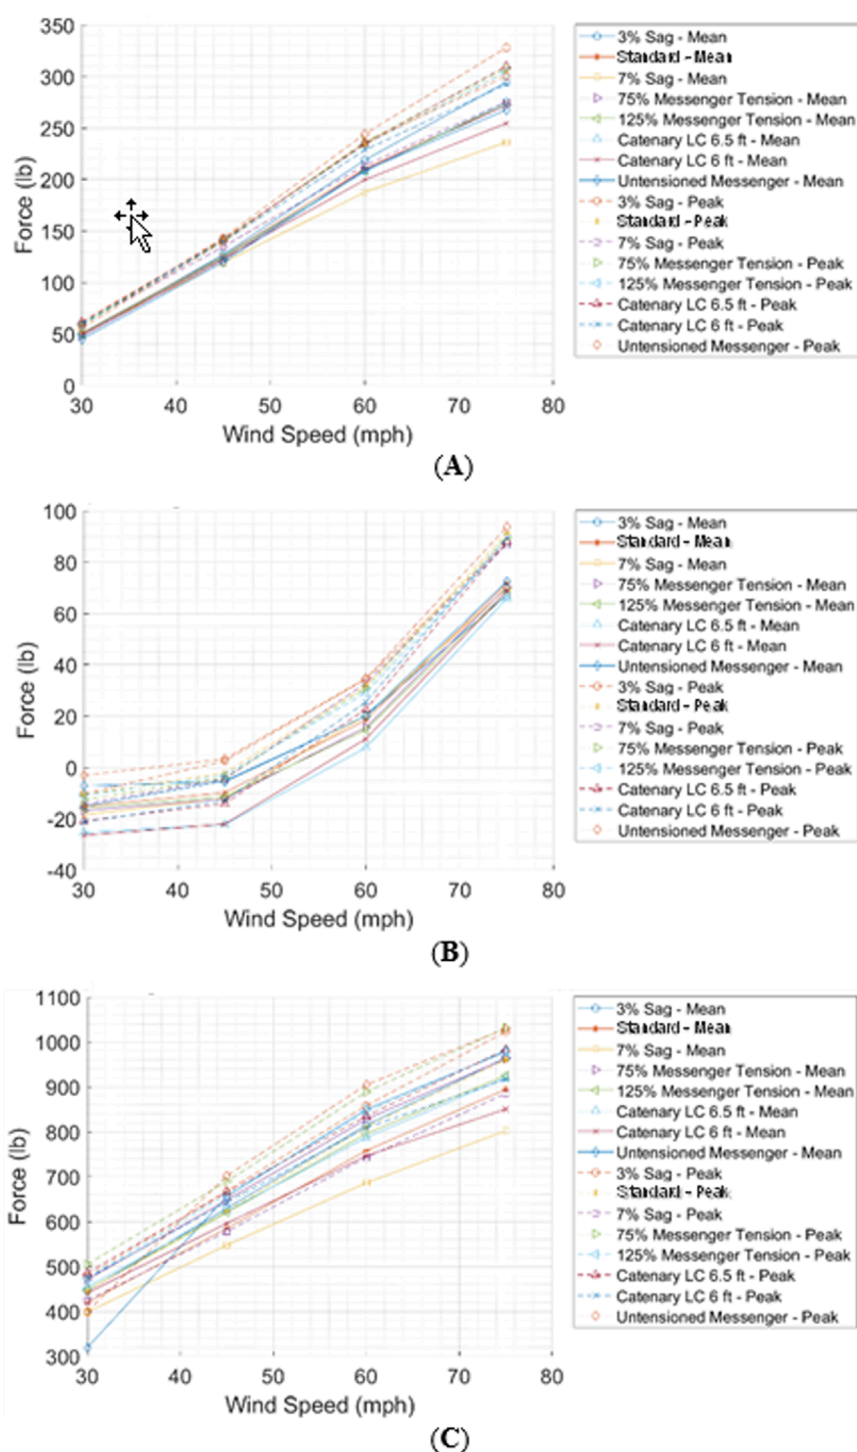 350
300
250
200
150
100
50
0
Force (lb)
30 40 50 60 70 80
Wind Speed (mph)
3% Sag - Mean
Standard - Mean
7% Sag - Mean
75% Messenger Tension - Mean
125% Messenger Tension - Mean
Catenary LC 6.5 ft - Mean
Catenary LC 6 ft - Mean
Untensioned Messenger - Mean
3% Sag - Peak
Standard - Peak
7% Sag - Peak
75% Messenger Tension - Peak
125% Messenger Tension - Peak
Catenary LC 6.5 ft - Peak
Catenary LC 6 ft - Peak
Untensioned Messenger - Peak
(A)
100
80
60
40
20
0
-20
-40
Force (lb)
30 40 50 60 70 80
Wind Speed (mph)
3% Sag - Mean
Standard - Mean
7% Sag - Mean
75% Messenger Tension - Mean
125% Messenger Tension - Mean
Catenary LC 6.5 ft - Mean
Catenary LC 6 ft - Mean
Untensioned Messenger - Mean
3% Sag - Peak
Standard - Peak
7% Sag - Peak
75% Messenger Tension - Peak
125% Messenger Tension - Peak
Catenary LC 6.5 ft - Peak
Catenary LC 6 ft - Peak
Untensioned Messenger - Peak
(B)
1100
1000
900
800
700
600
500
400
300
Force (lb)
30 40 50 60 70 80
Wind Speed (mph)
3% Sag - Mean
Standard - Mean
7% Sag - Mean
75% Messenger Tension - Mean
125% Messenger Tension - Mean
Catenary LC 6.5 ft - Mean
Catenary LC 6 ft - Mean
Untensioned Messenger - Mean
3% Sag - Peak
Standard - Peak
7% Sag - Peak
75% Messenger Tension - Peak
125% Messenger Tension - Peak
Catenary LC 6.5 ft - Peak
Catenary LC 6 ft - Peak
Untensioned Messenger - Peak
(C)